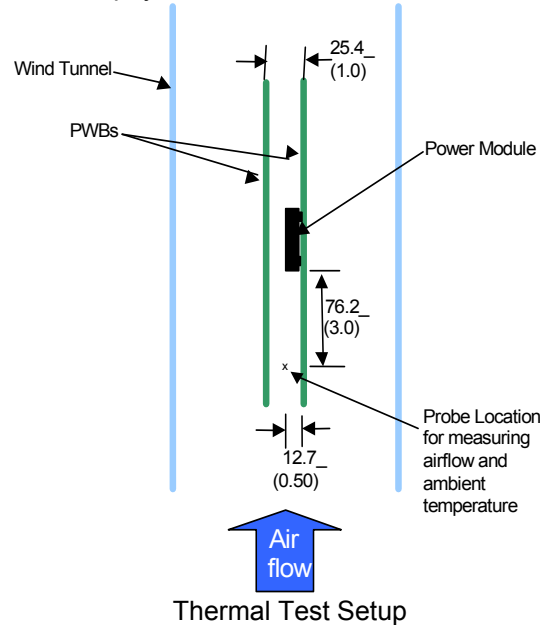 25.4_
(1.0)
Wind Tunnel
PWBs
Power Module
76.2_
(3.0)
x
Probe Location
for measuring
airflow and
ambient
temperature
12.7_
(0.50)
Air
flow
Thermal Test Setup